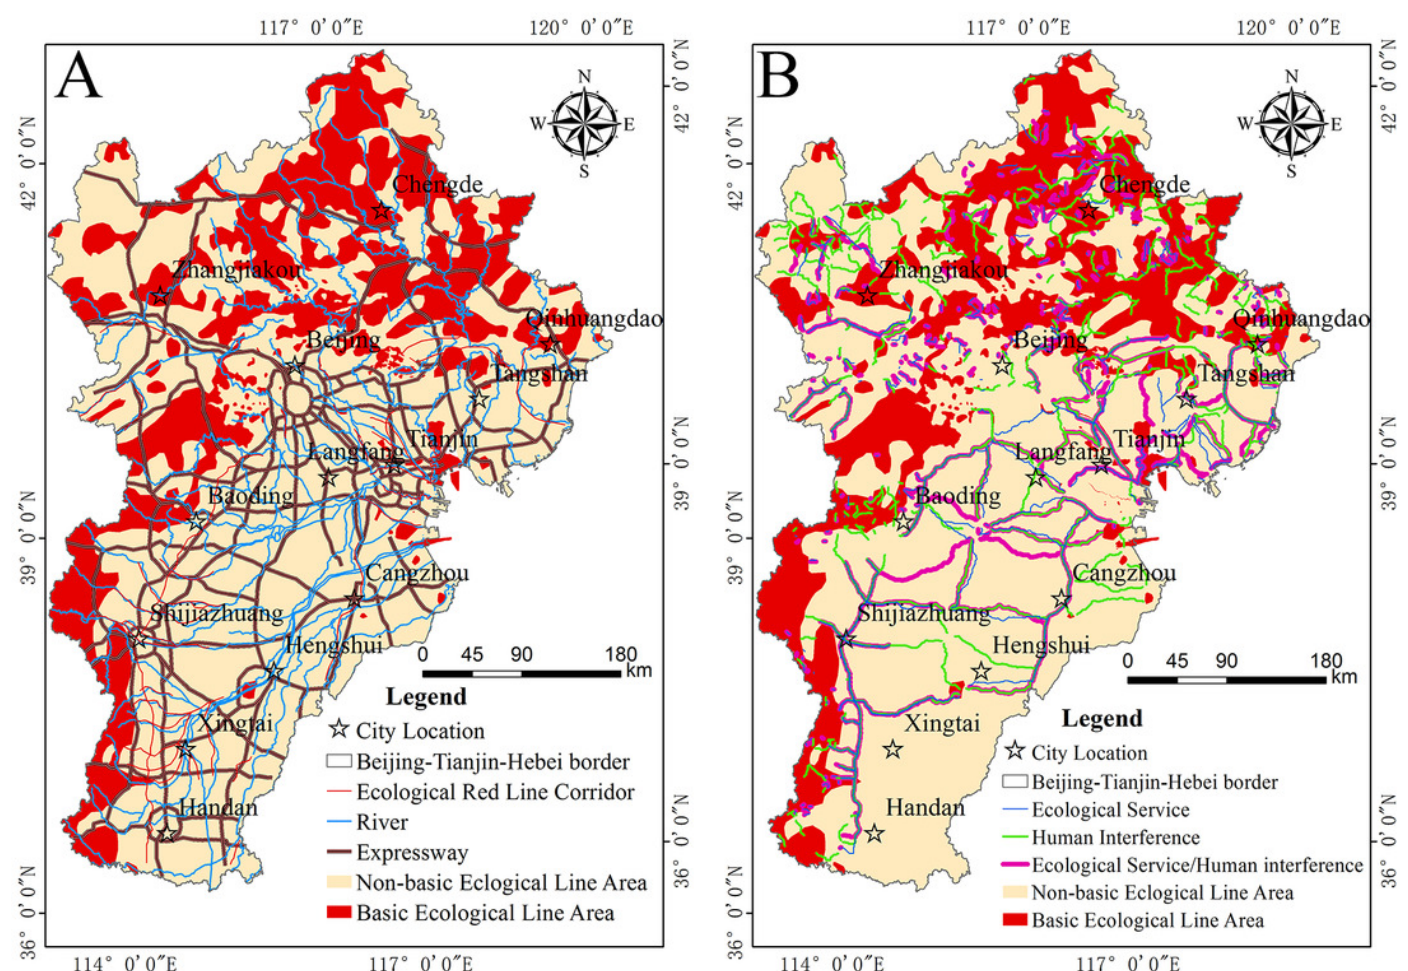 117° 0′ 0″E
120° 0′ 0″E
117° 0′ 0″E
120° 0′ 0″E
A
N
W
E
S
42° 0′ 0″N
42° 0′ 0″N
Chengde
Zhangjiakou
Qinhuangdao
Beijing
Tangshan
Tianjin
Langfang
39° 0′ 0″N
Baoding
39° 0′ 0″N
Cangzhou
Shijiazhuang
Hengshui
0 45 90 180
km
Legend
Xingtai
City Location
Beijing-Tianjin-Hebei border
Ecological Red Line Corridor
Handan
River
Expressway
36° 0′ 0″N
Non-basic Eclogical Line Area
Basic Ecological Line Area
36° 0′ 0″N
114° 0′ 0″E
117° 0′ 0″E
B
N
W
E
S
42° 0′ 0″N
42° 0′ 0″N
Chengde
Zhangjiakou
Qinhuangdao
Beijing
Tangshan
Tianjin
Langfang
39° 0′ 0″N
Baoding
39° 0′ 0″N
Cangzhou
Shijiazhuang
Hengshui
0 45 90 180
km
Legend
Xingtai
City Location
Beijing-Tianjin-Hebei border
Ecological Service
Handan
Human Interference
Ecological Service/Human interference
36° 0′ 0″N
Non-basic Eclogical Line Area
Basic Ecological Line Area
36° 0′ 0″N
114° 0′ 0″E
117° 0′ 0″E